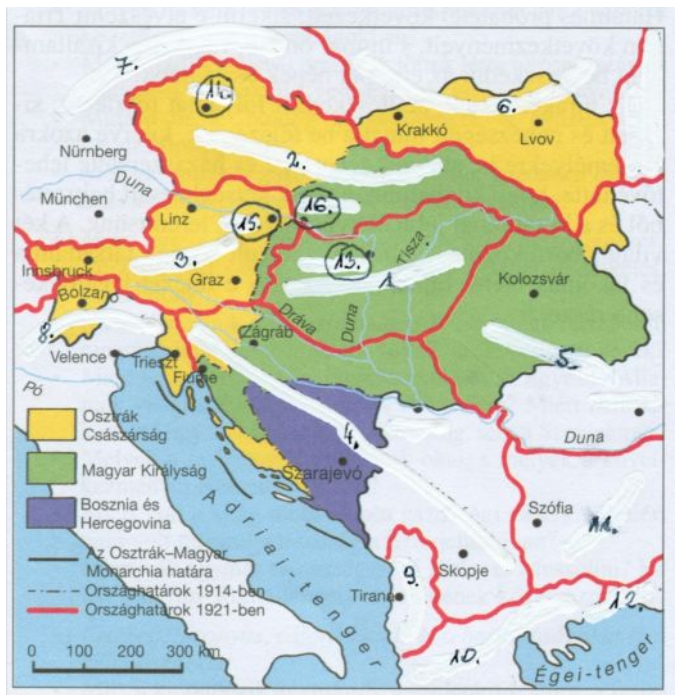 7.
14.
6.
Krakkó
Lvov
Nürnberg
2.
Duna
München
Linz
15.
16.
3.
13.
Tisza
1.
Innsbruck
Graz
Kolozsvár
Bolzano
Dráva
Duna
8.
Zágráb
5.
Velence
Trieszt
Fiume
Pó
4.
Duna
Osztrák
Császárság
Magyar Királyság
Szarajevó
Bosznia és
Hercegovina
Szófia
11.
Adriai-tenger
Az Osztrák–Magyar
Monarchia határa
Skopje
9.
Országhatárok 1914-ben
Tirana
12.
Országhatárok 1921-ben
10.
0 100 200 300 km
Égei-tenger